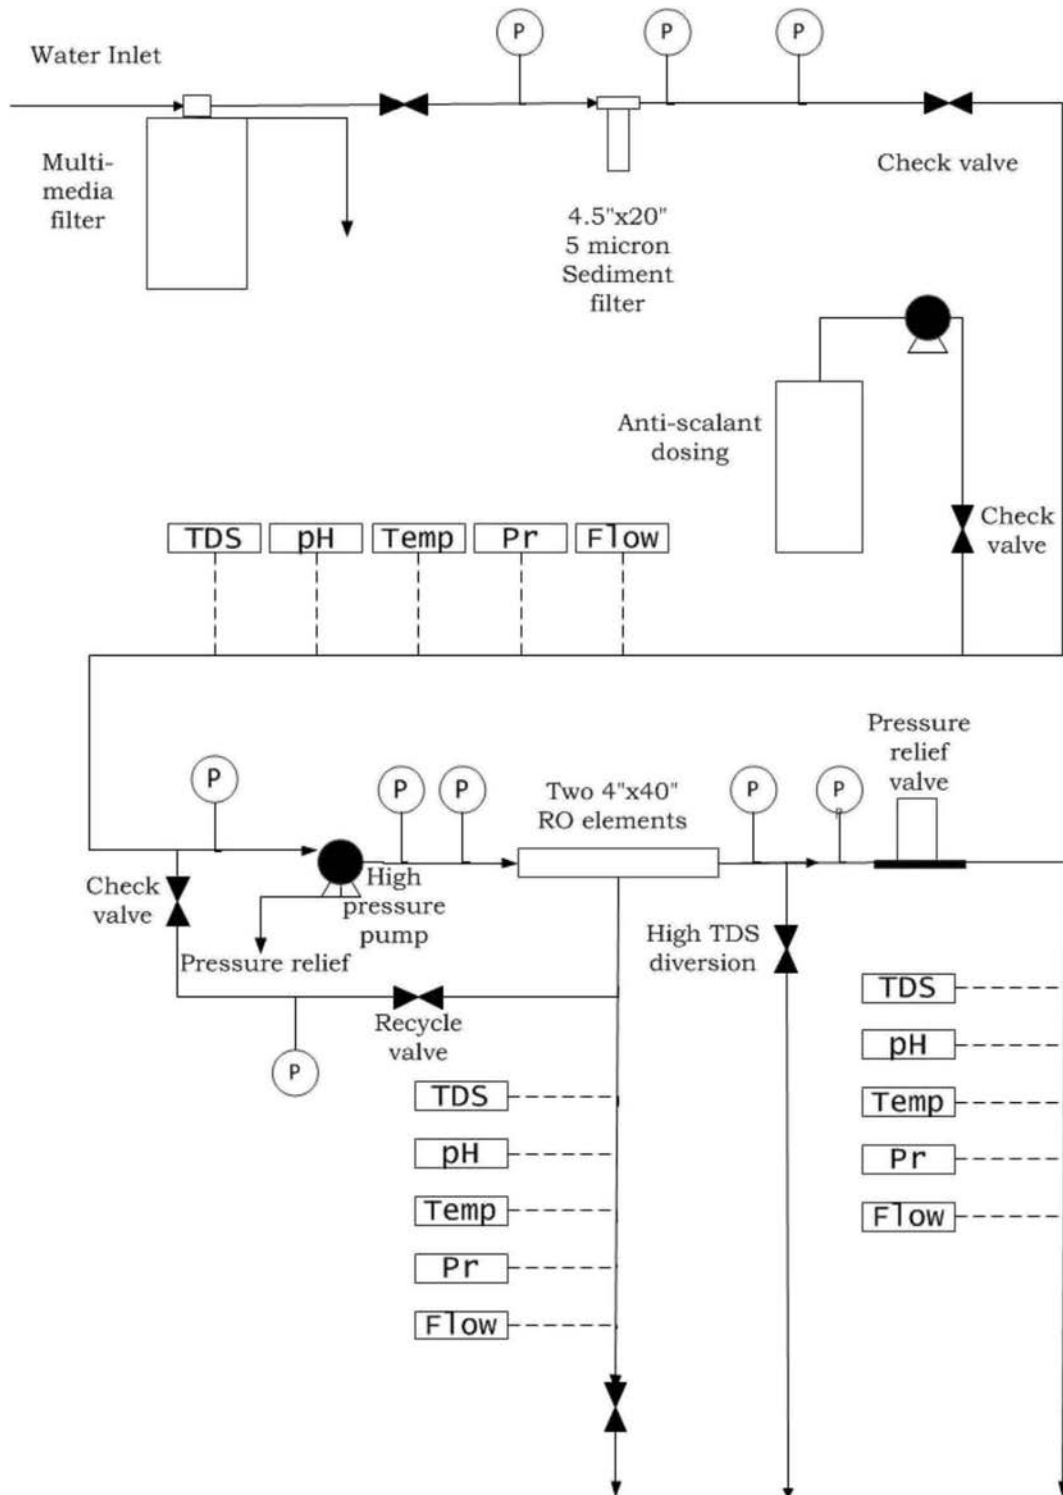 P
P
P
Water Inlet
Multi-
media
filter
4.5"x20"
5 micron
Sediment
filter
Check valve
Anti-scalant
dosing
Check
valve
TDS
pH
Temp
Pr
Flow
Pressure
relief
valve
P
P
P
Two 4"x40"
RO elements
P
P
P
Check
valve
High
pressure
pump
Pressure relief
High TDS
diversion
Recycle
valve
P
TDS
pH
Temp
Pr
Flow
TDS
pH
Temp
Pr
Flow